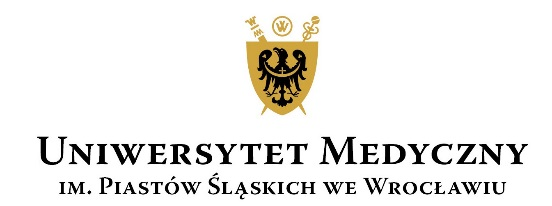 W
UNIWERSYTET MEDYCZNY
IM. PIASTÓW ŚLĄSKICH WE WROCŁAWIU